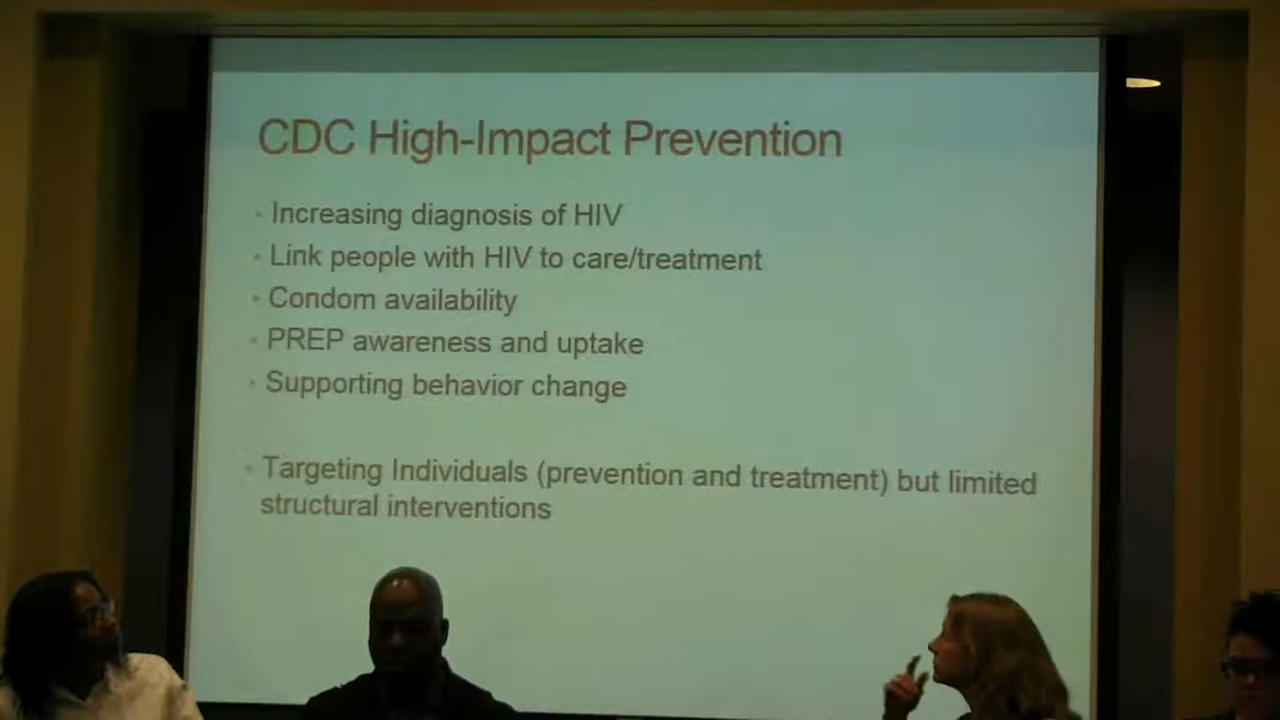 CDC High-Impact Prevention
• Increasing diagnosis of HIV
• Link people with HIV to care/treatment
• Condom availability
• PREP awareness and uptake
• Supporting behavior change
• Targeting Individuals (prevention and treatment) but limited
structural interventions